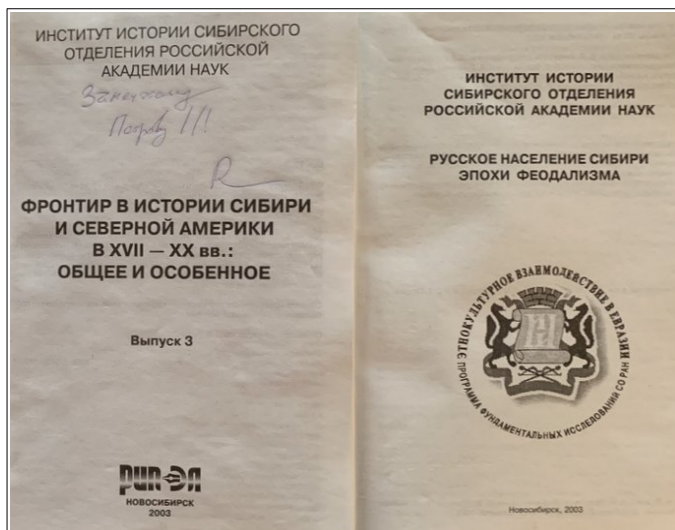 ИНСТИТУТ ИСТОРИИ СИБИРСКОГО
ОТДЕЛЕНИЯ РОССИЙСКОЙ
АКАДЕМИИ НАУК
ФРОНТИР В ИСТОРИИ СИБИРИ
И СЕВЕРНОЙ АМЕРИКИ
В XVII — XX вв.:
ОБЩЕЕ И ОСОБЕННОЕ
Выпуск 3
РИПЭЛ
НОВОСИБИРСК
2003
ИНСТИТУТ ИСТОРИИ
СИБИРСКОГО ОТДЕЛЕНИЯ
РОССИЙСКОЙ АКАДЕМИИ НАУК
РУССКОЕ НАСЕЛЕНИЕ СИБИРИ
ЭПОХИ ФЕОДАЛИЗМА
ЭТНОКУЛЬТУРНОЕ ВЗАИМОДЕЙСТВИЕ В ЕВРАЗИИ
ПРОГРАММА ФУНДАМЕНТАЛЬНЫХ ИССЛЕДОВАНИЙ СО РАН
Новосибирск, 2003